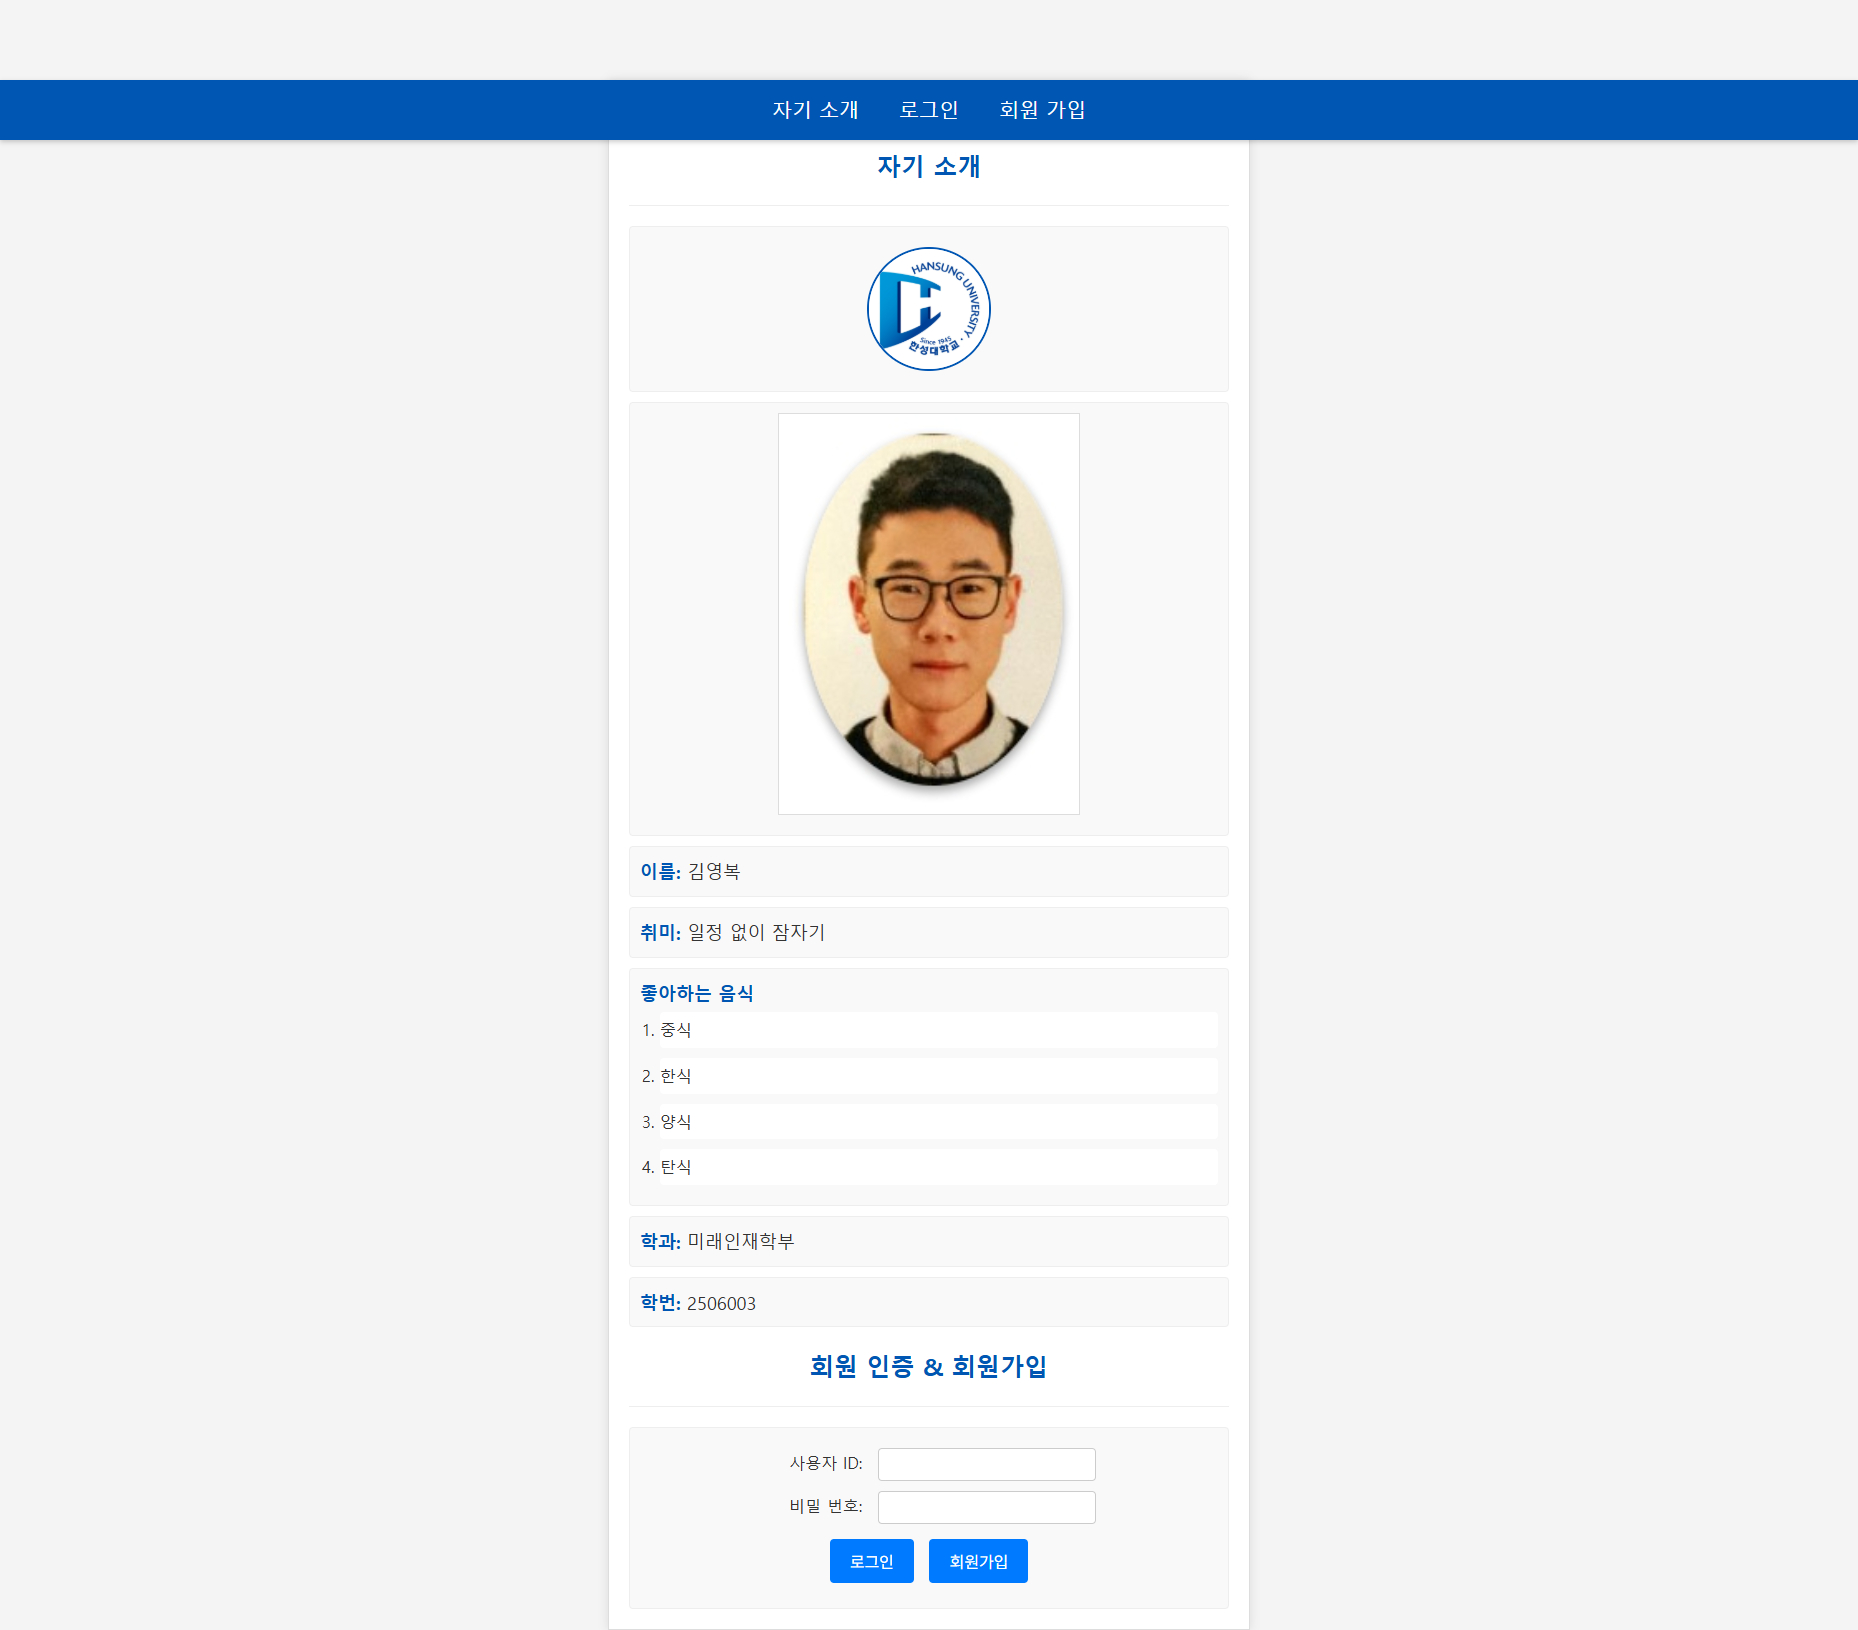 자기 소개 로그인 회원 가입
자기 소개
HANSUNG UNIVERSITY ·
Since 1945
한성대학교 ·
이름: 김영복
취미: 일정 없이 잠자기
좋아하는 음식
1. 중식
2. 한식
3. 양식
4. 탄식
학과: 미래인재학부
학번: 2506003
회원 인증 & 회원가입
사용자 ID:
비밀 번호:
로그인 회원가입